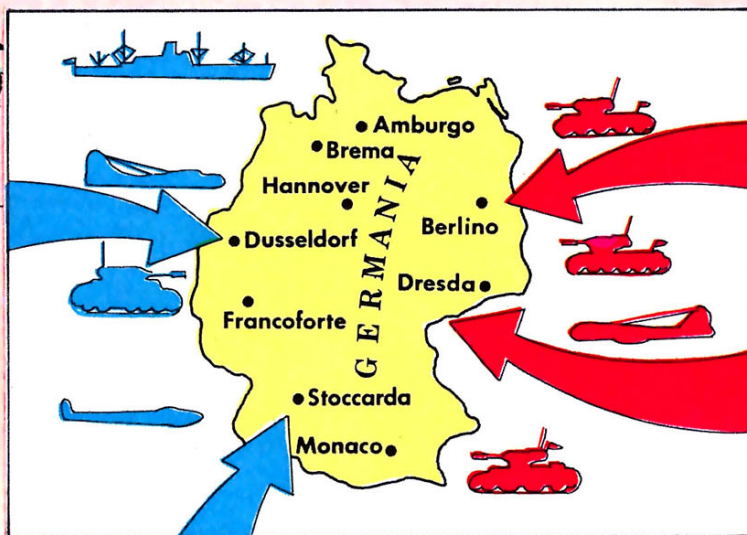 Amburgo
Brema
Hannover
Berlino
Dusseldorf
Dresda
Francoforte
GERMANIA
Stoccarda
Monaco